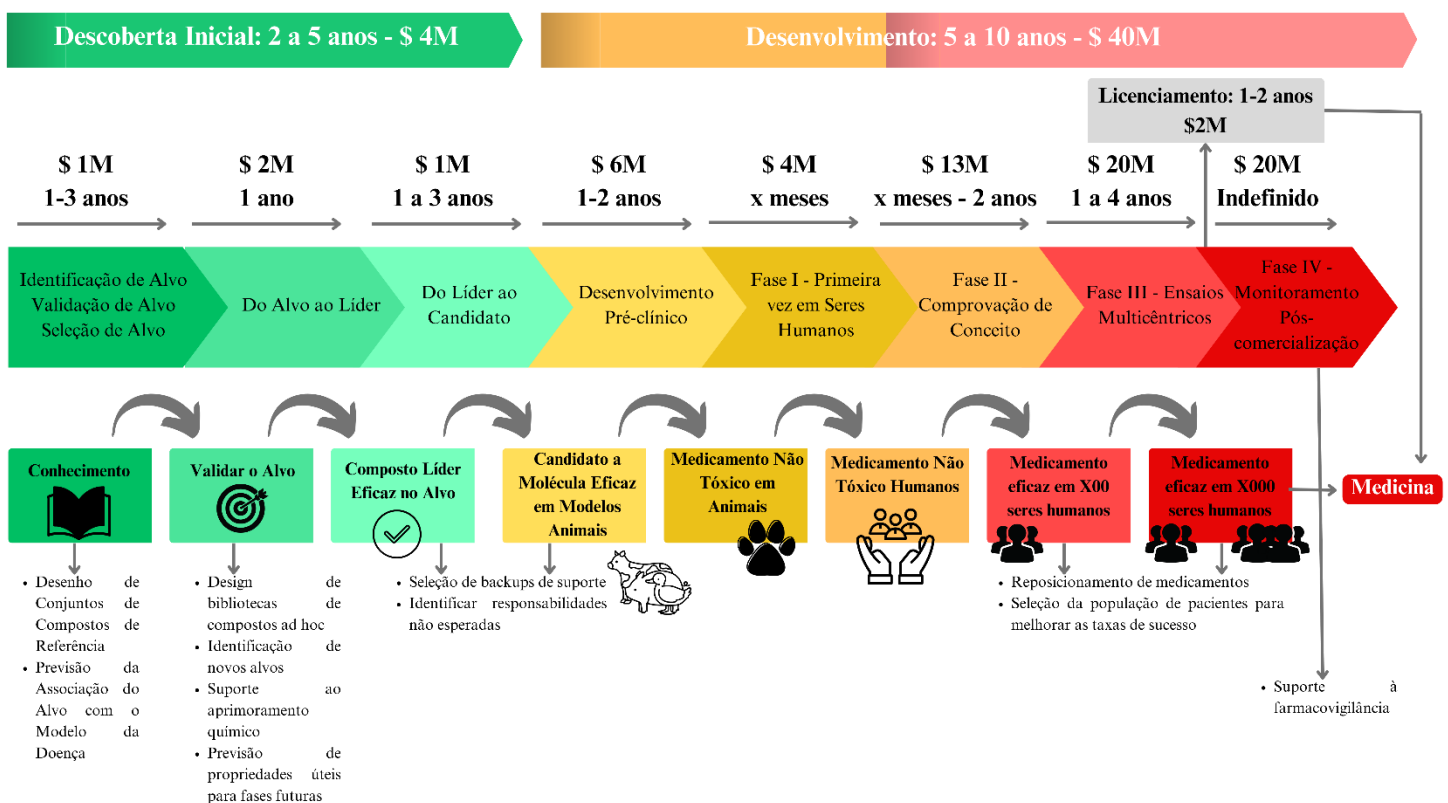 Descoberta Inicial: 2 a 5 anos - $ 4M
Desenvolvimento: 5 a 10 anos - $ 40M
Licenciamento: 1-2 anos
$2M
$ 1M
1-3 anos
$ 2M
1 ano
$ 1M
1 a 3 anos
$ 6M
1-2 anos
$ 4M
x meses
$ 13M
x meses - 2 anos
$ 20M
1 a 4 anos
$ 20M
Indefinido
Identificação de Alvo
Validação de Alvo
Seleção de Alvo
Do Alvo ao Líder
Do Líder ao
Candidato
Desenvolvimento
Pré-clínico
Fase I - Primeira
vez em Seres
Humanos
Fase II -
Comprovação de
Conceito
Fase III - Ensaios
Multicêntricos
Fase IV -
Monitoramento
Pós-
comercialização
Conhecimento
Validar o Alvo
Composto Líder
Eficaz no Alvo
Candidato a
Molécula Eficaz
em Modelos
Animais
Medicamento Não
Tóxico em
Animais
Medicamento Não
Tóxico Humanos
Medicamento
eficaz em X00
seres humanos
Medicamento
eficaz em X000
seres humanos
Medicina
• Desenho de
Conjuntos de
Compostos de
Referência
• Previsão da
Associação do
Alvo com o
Modelo da
Doença
• Design de
bibliotecas de
compostos ad hoc
• Identificação de
novos alvos
• Suporte ao
aprimoramento
químico
• Previsão de
propriedades úteis
para fases futuras
• Seleção de backups de suporte
• Identificar responsabilidades
não esperadas
• Reposicionamento de medicamentos
• Seleção da população de pacientes para
melhorar as taxas de sucesso
• Suporte à
farmacovigilância